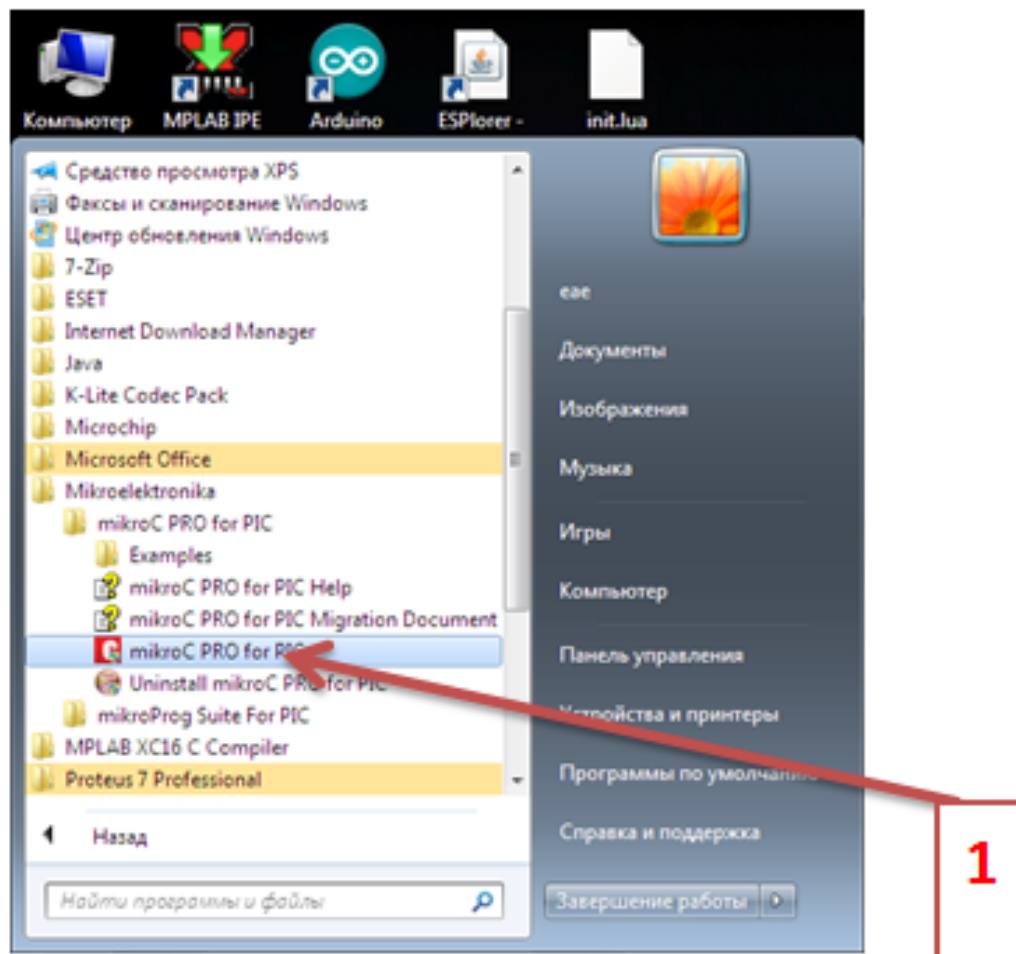 Компьютер
MPLAB IPE
Arduino
ESPlorer -
init.lua
Средство просмотра XPS
Факсы и сканирование Windows
Центр обновления Windows
7-Zip
ESET
Internet Download Manager
Java
K-Lite Codec Pack
Microchip
Microsoft Office
Mikroelektronika
mikroC PRO for PIC
Examples
mikroC PRO for PIC Help
mikroC PRO for PIC Migration Document
mikroC PRO for PIC
Uninstall mikroC PRO for PIC
mikroProg Suite For PIC
MPLAB XC16 C Compiler
Proteus 7 Professional
Назад
Найти программы и файлы
eae
Документы
Изображения
Музыка
Игры
Компьютер
Панель управления
Устройства и принтеры
Программы по умолчанию
Справка и поддержка
Завершение работы
1